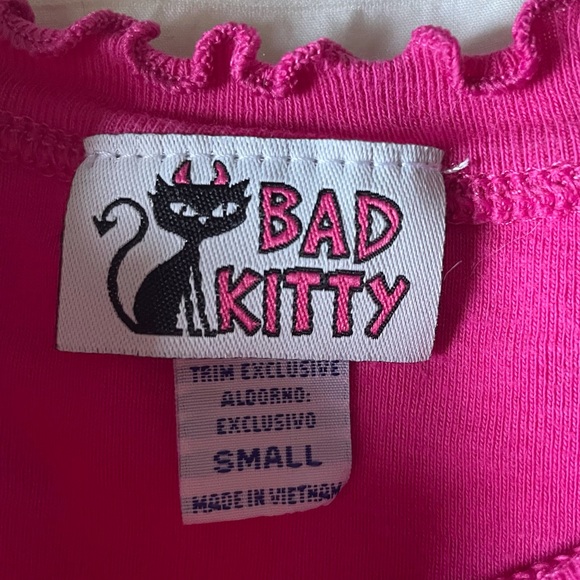 BAD
KITTY
TRIM EXCLUSIVE
ALDORNO:
EXCLUSIVO
SMALL
MADE IN VIETNAM